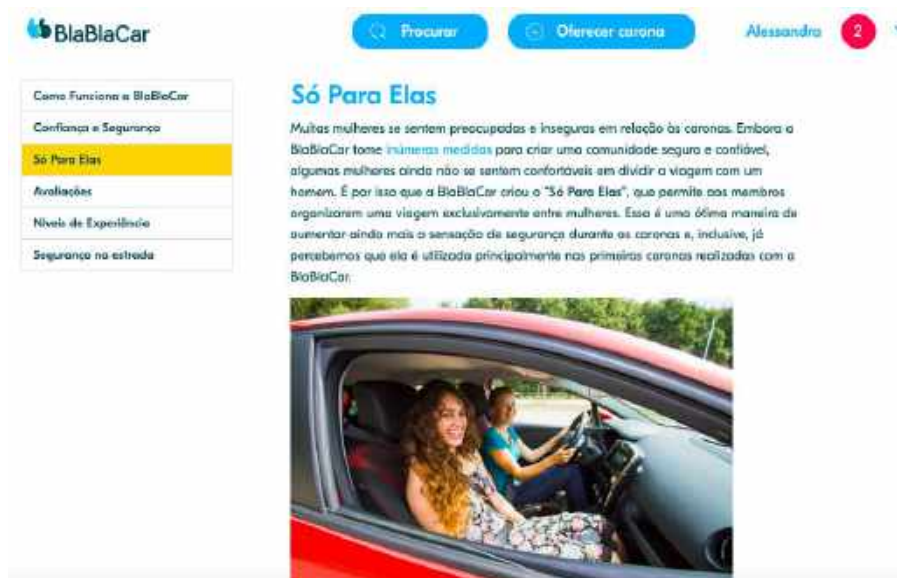 BlaBlaCar
Procurar
Oferecer carona
Alessandra
2
Como Funciona a BlaBlaCar
Confiança e Segurança
Só Para Elas
Avaliações
Níveis de Experiência
Segurança na estrada
Só Para Elas
Muitas mulheres se sentem preocupadas e inseguras em relação às caronas. Embora a
BlaBlaCar tome inúmeras medidas para criar uma comunidade segura e confiável,
algumas mulheres ainda não se sentem confortáveis em dividir a viagem com um
homem. É por isso que a BlaBlaCar criou o "Só Para Elas", que permite aos membros
organizarem uma viagem exclusivamente entre mulheres. Essa é uma ótima maneira de
aumentar ainda mais a sensação de segurança durante as caronas e, inclusive, já
percebemos que ela é utilizada principalmente nas primeiras caronas realizadas com a
BlaBlaCar.